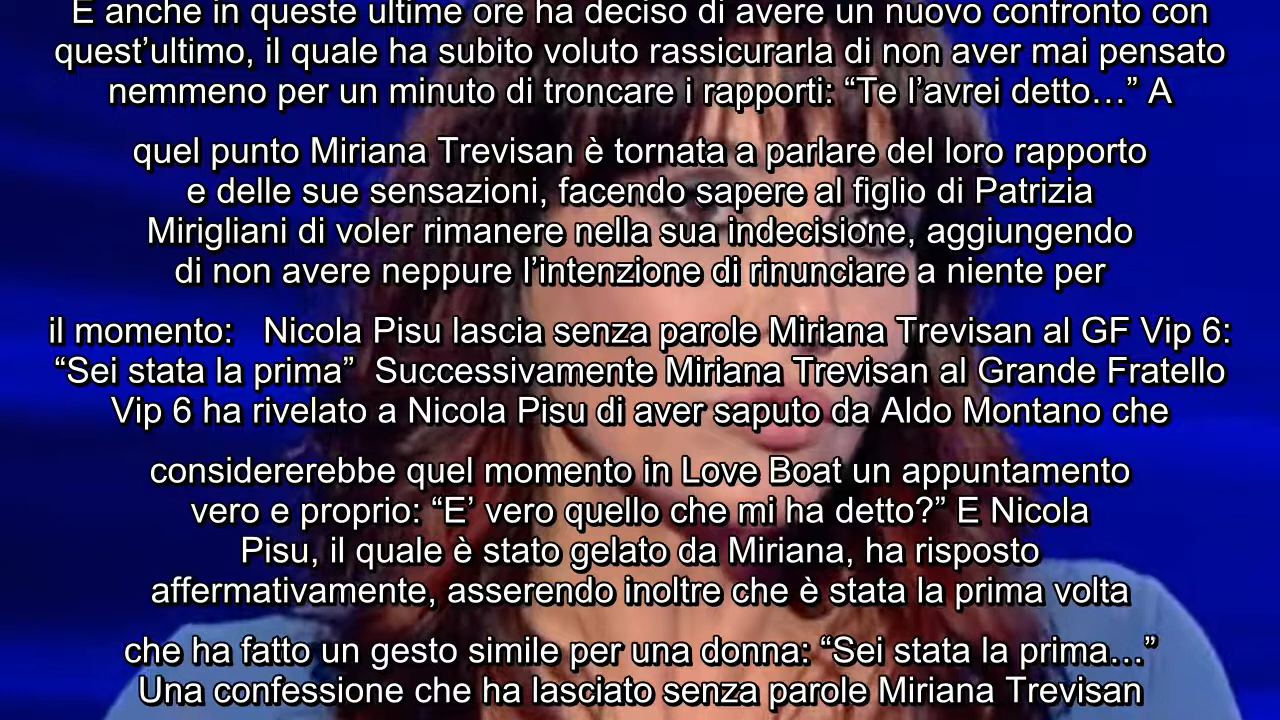 E anche in queste ultime ore ha deciso di avere un nuovo confronto con
quest’ultimo, il quale ha subito voluto rassicurarla di non aver mai pensato
nemmeno per un minuto di troncare i rapporti: “Te l’avrei detto…” A
quel punto Miriana Trevisan è tornata a parlare del loro rapporto
e delle sue sensazioni, facendo sapere al figlio di Patrizia
Mirigliani di voler rimanere nella sua indecisione, aggiungendo
di non avere neppure l’intenzione di rinunciare a niente per
il momento:   Nicola Pisu lascia senza parole Miriana Trevisan al GF Vip 6:
“Sei stata la prima”  Successivamente Miriana Trevisan al Grande Fratello
Vip 6 ha rivelato a Nicola Pisu di aver saputo da Aldo Montano che
considererebbe quel momento in Love Boat un appuntamento
vero e proprio: “E’ vero quello che mi ha detto?” E Nicola
Pisu, il quale è stato gelato da Miriana, ha risposto
affermativamente, asserendo inoltre che è stata la prima volta
che ha fatto un gesto simile per una donna: “Sei stata la prima…”
Una confessione che ha lasciato senza parole Miriana Trevisan